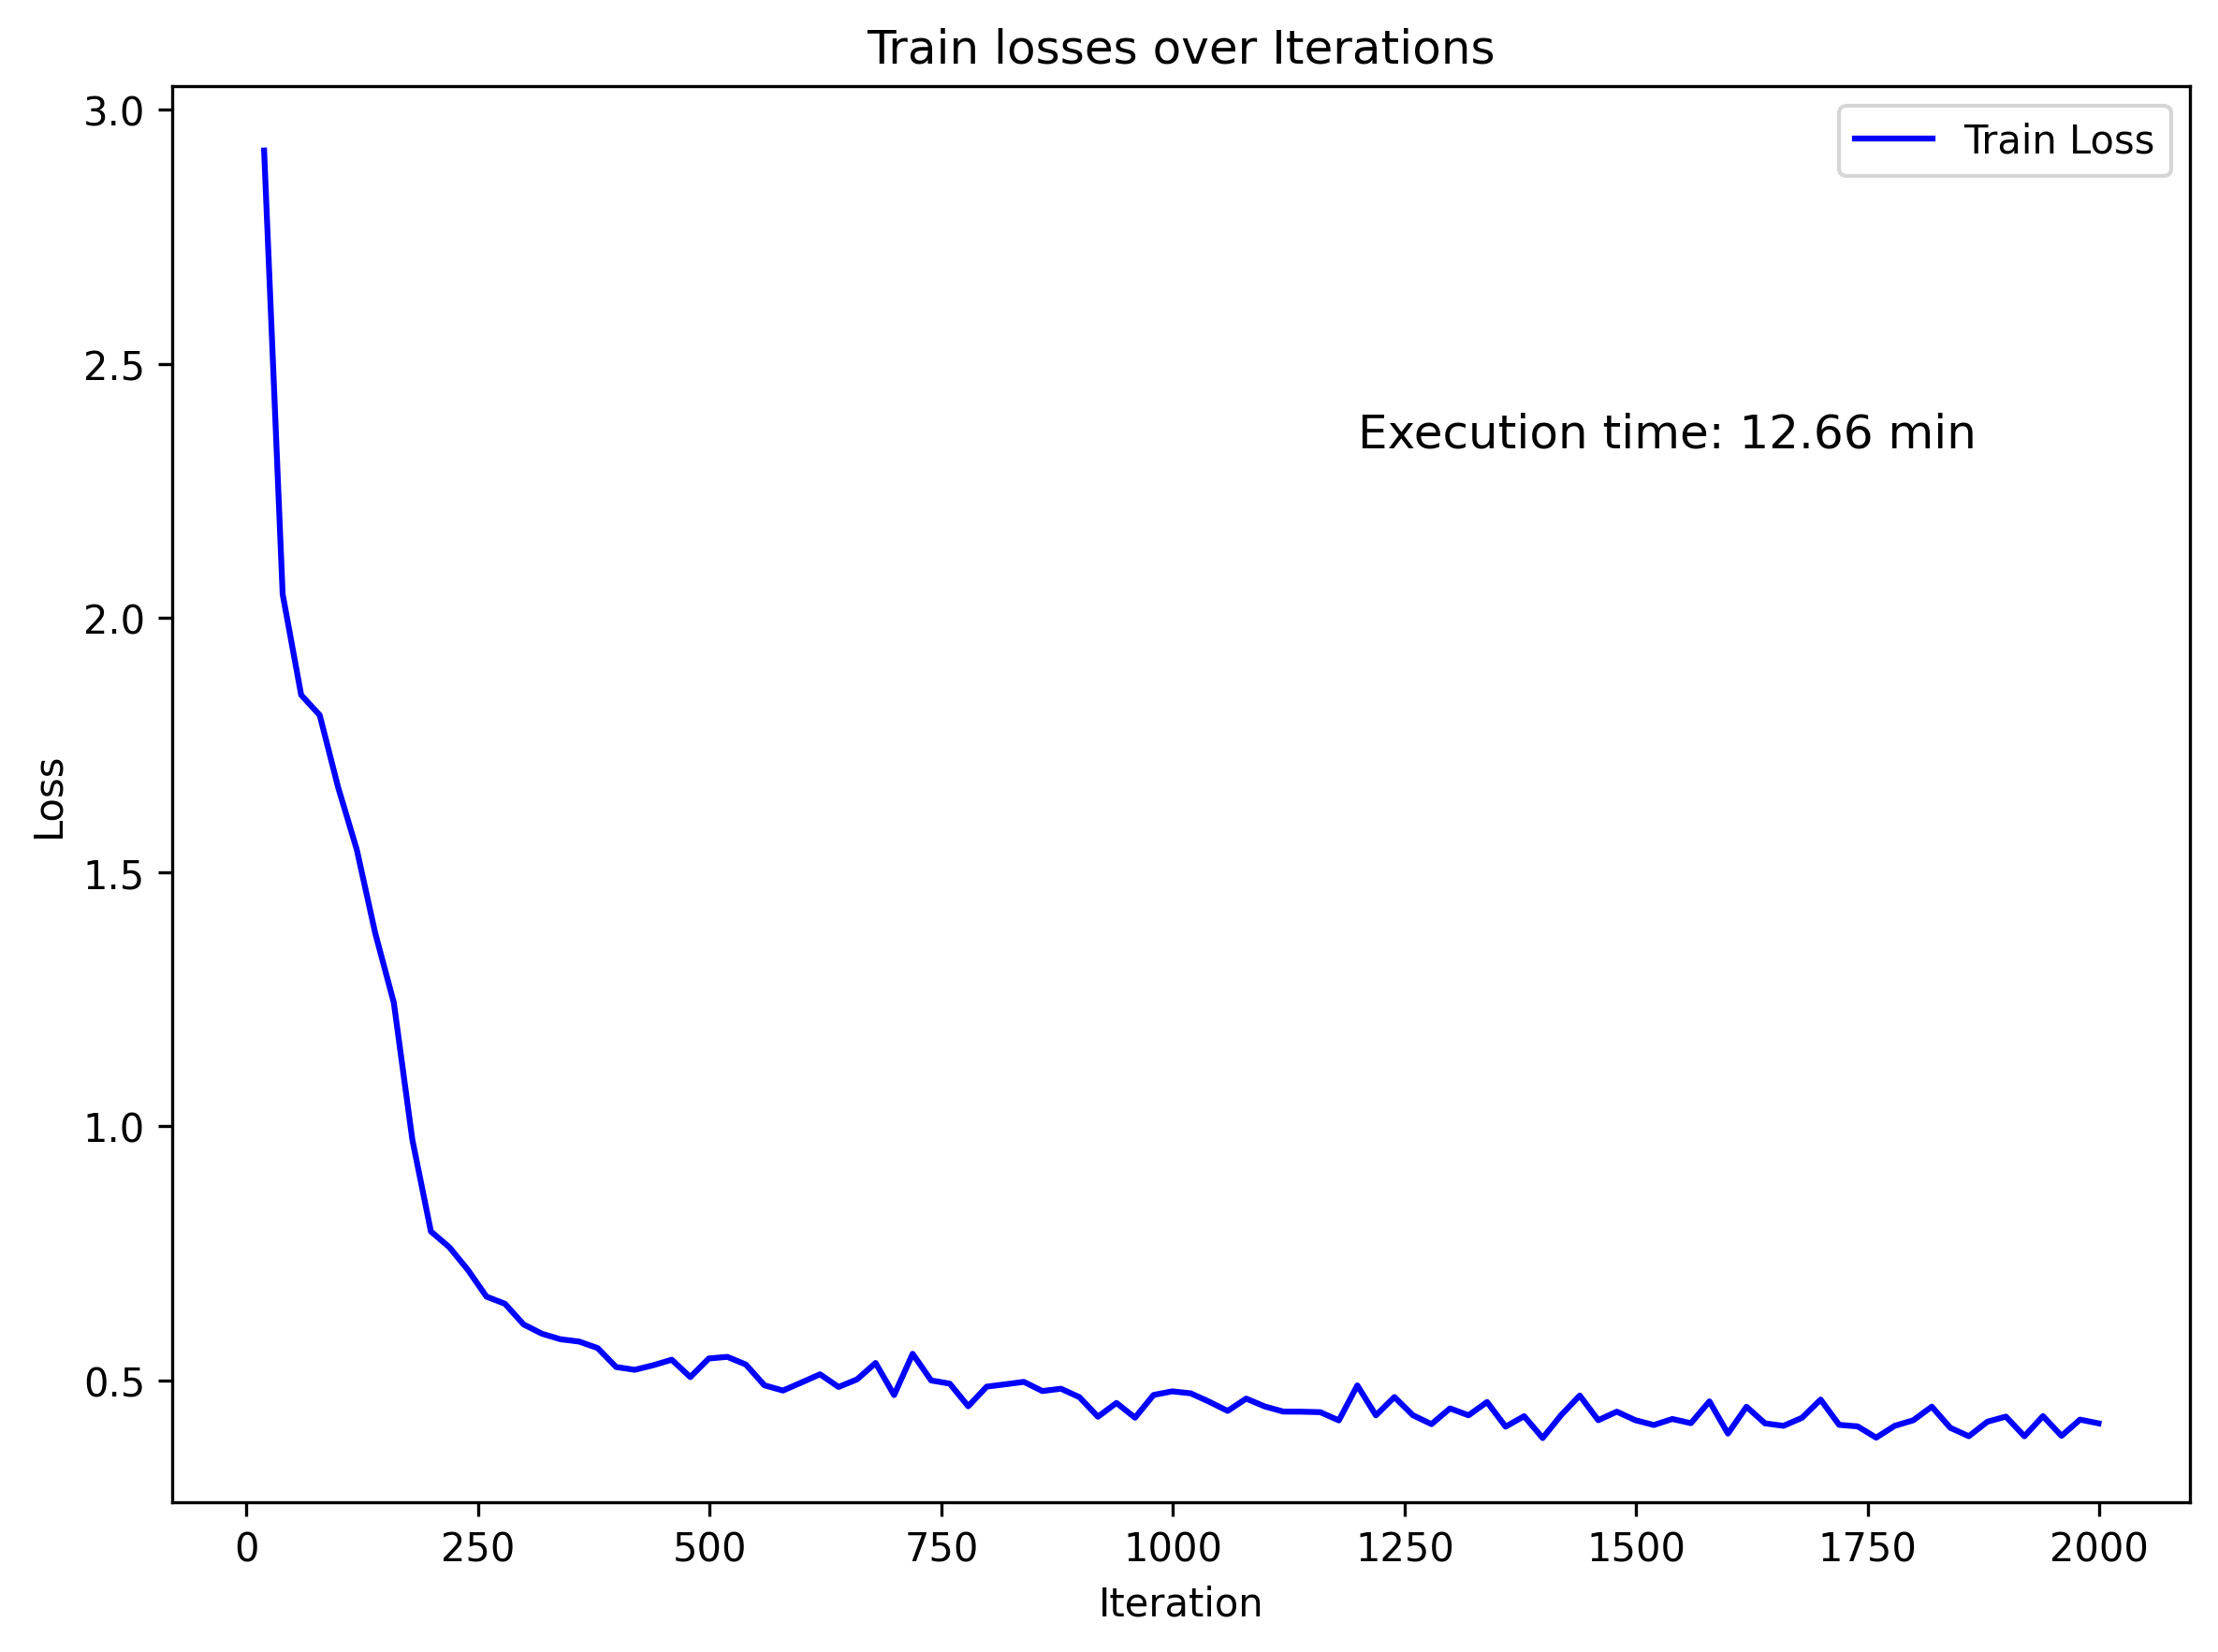 Train losses over Iterations
3.0
Train Loss
2.5
Execution time: 12.66 min
2.0
Loss
1.5
1.0
0.5
0 250 500 750 1000 1250 1500 1750 2000
Iteration